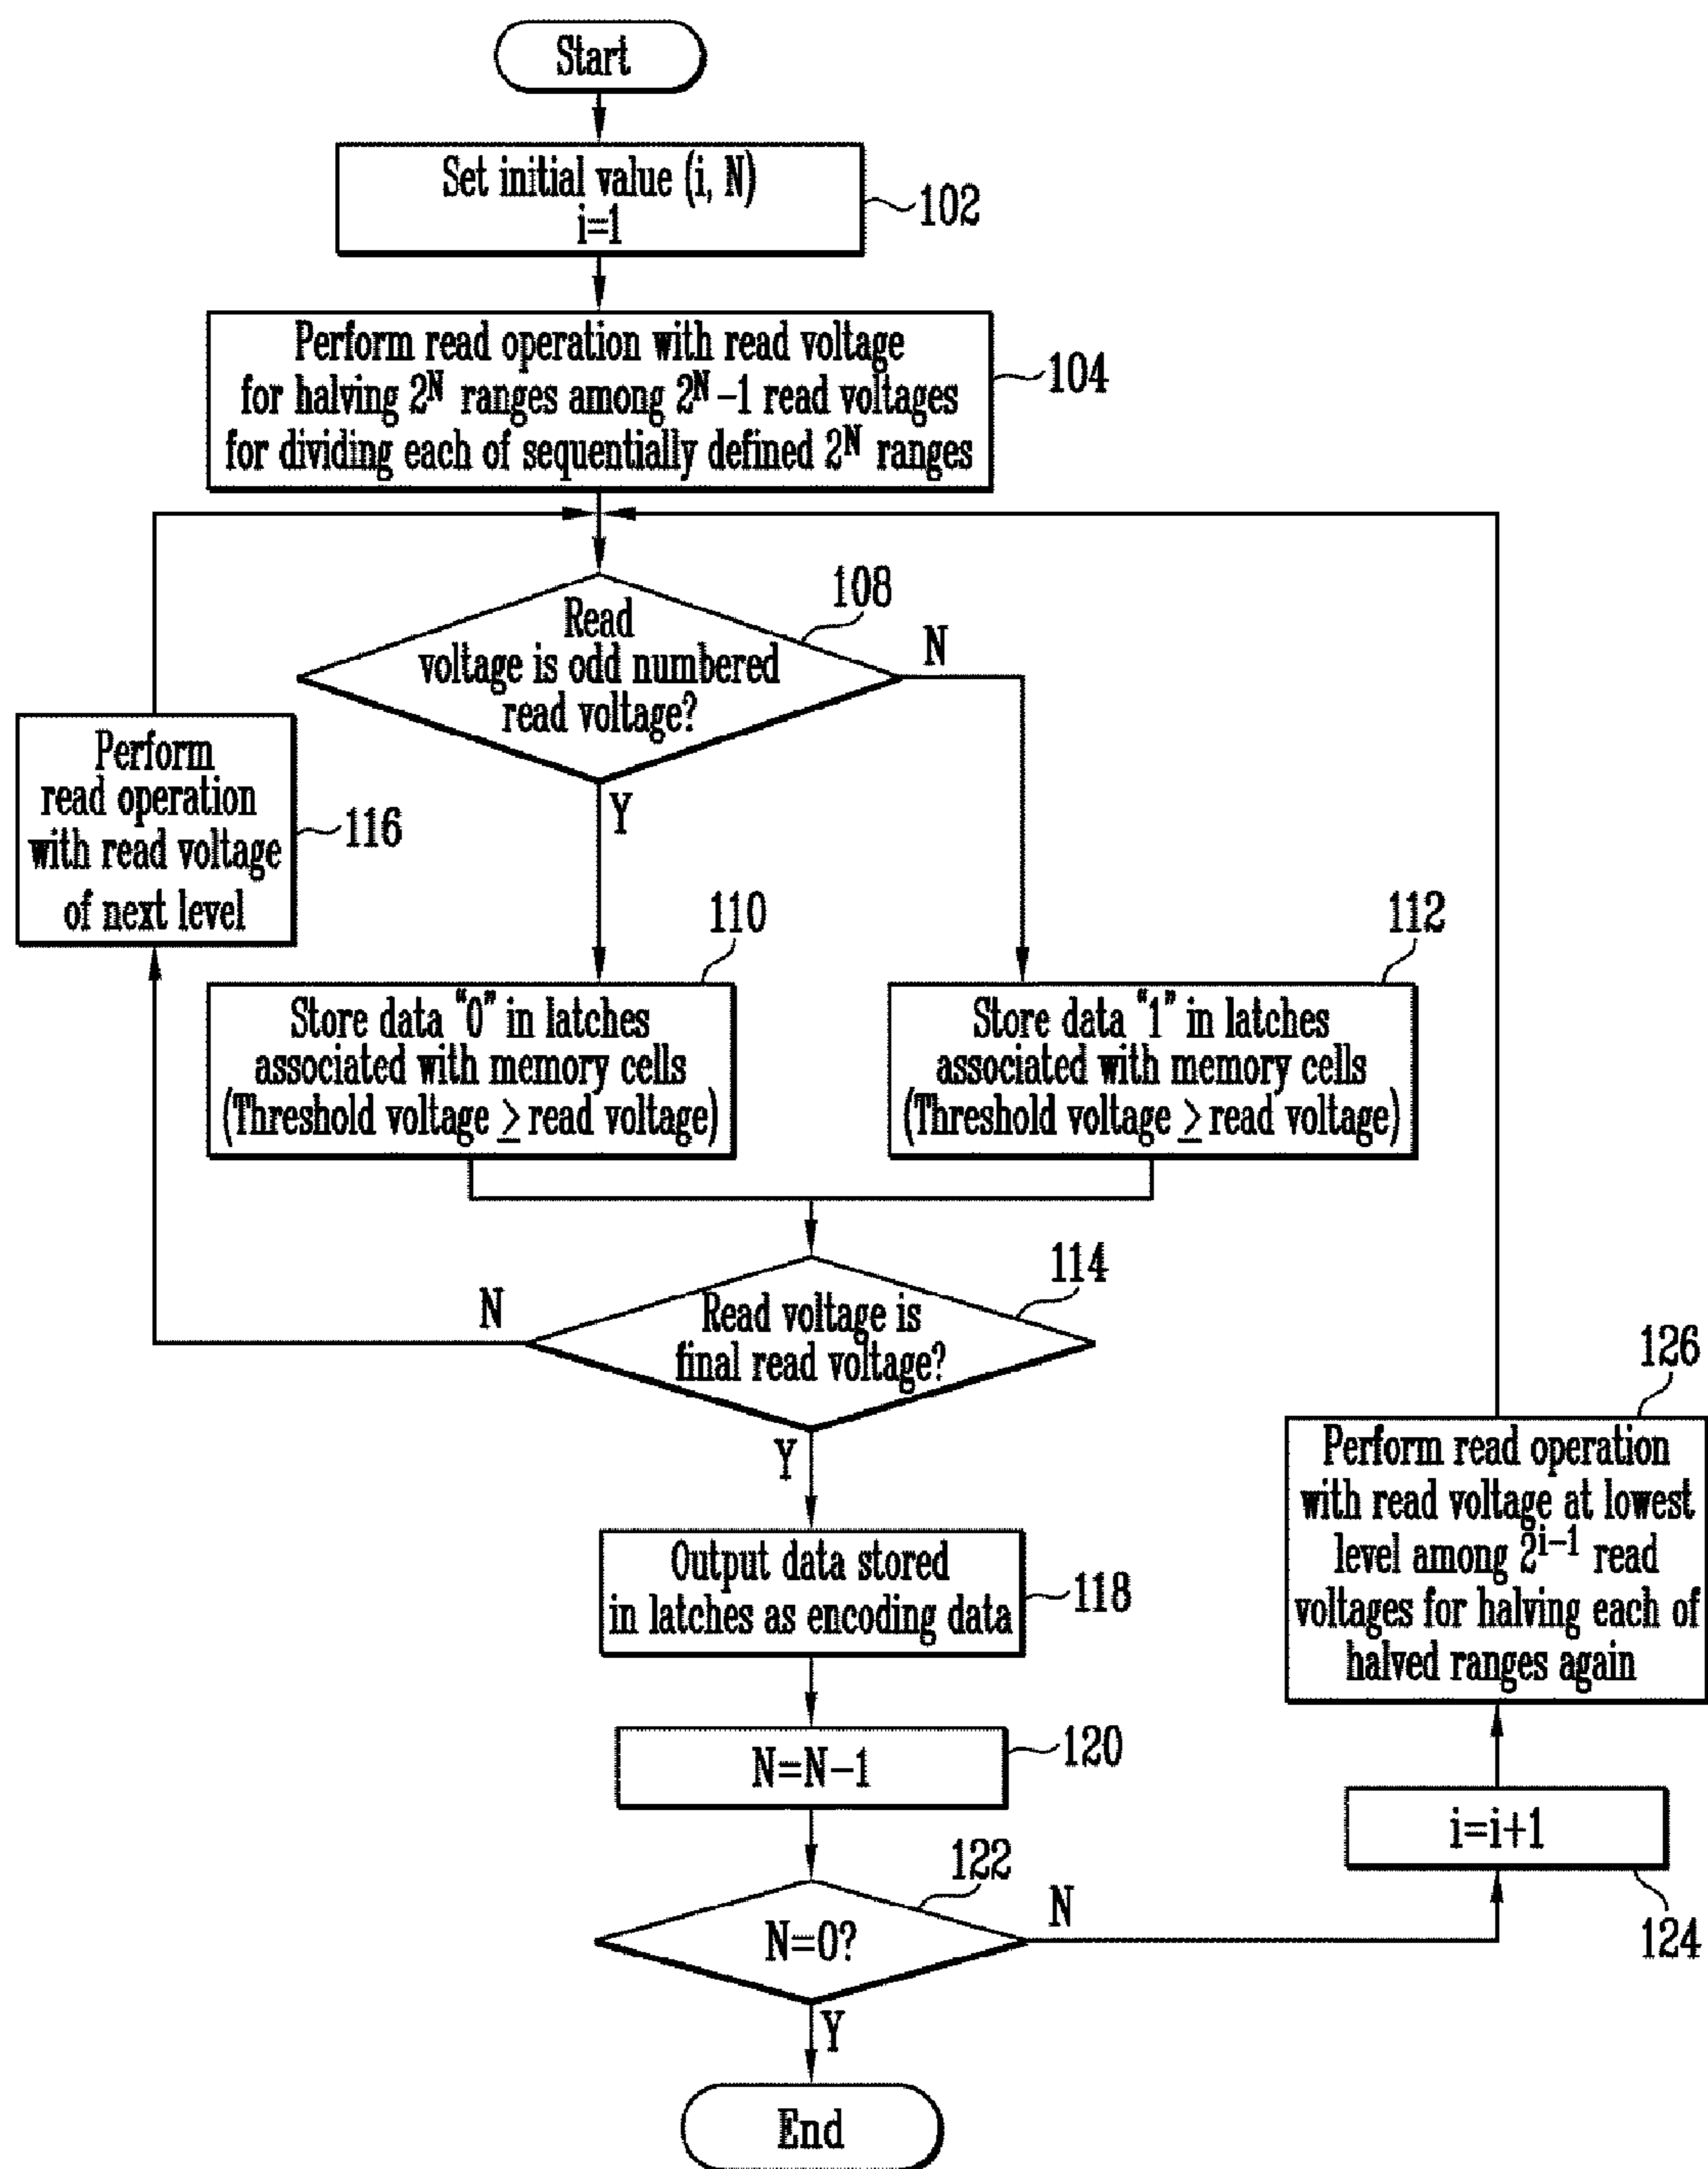 Start
Set initial value (i, N)
i=1
102
Perform read operation with read voltage
for halving 2^N ranges among 2^N-1 read voltages
for dividing each of sequentially defined 2^N ranges
104
108
Read
voltage is odd numbered
read voltage?
N
Y
Perform
read operation
with read voltage
of next level
116
110
Store data "0" in latches
associated with memory cells
(Threshold voltage ≥ read voltage)
112
Store data "1" in latches
associated with memory cells
(Threshold voltage ≥ read voltage)
114
Read voltage is
final read voltage?
N
Y
126
Perform read operation
with read voltage at lowest
level among 2^i-1 read
voltages for halving each of
halved ranges again
Output data stored
in latches as encoding data
118
N=N-1
120
i=i+1
124
122
N=0?
N
Y
End